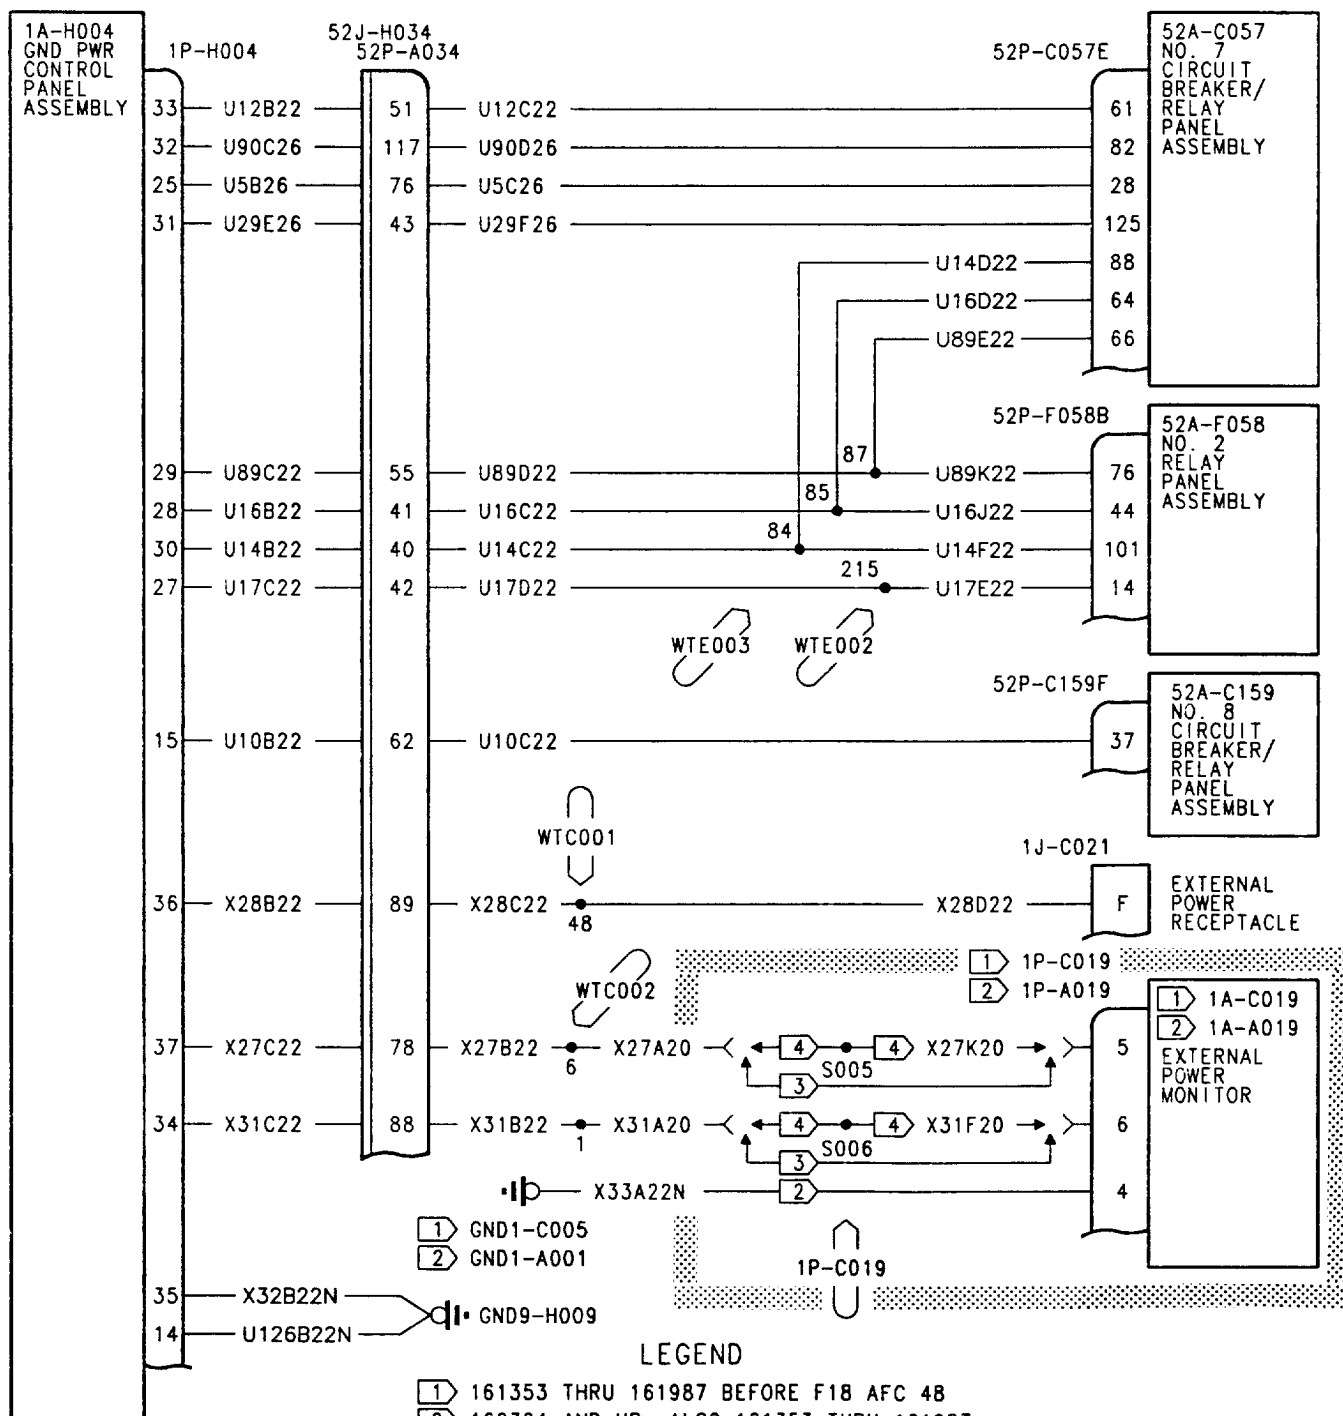 1A-H004
GND PWR
CONTROL
PANEL
ASSEMBLY
1P-H004
52J-H034
52P-A034
52P-C057E
52A-C057
NO. 7
CIRCUIT
BREAKER/
RELAY
PANEL
ASSEMBLY
33 U12B22 51 U12C22 61
32 U90C26 117 U90D26 82
25 U5B26 76 U5C26 28
31 U29E26 43 U29F26 125
U14D22 88
U16D22 64
U89E22 66
52P-F058B
52A-F058
NO. 2
RELAY
PANEL
ASSEMBLY
87
29 U89C22 55 U89D22 U89K22 76
85
28 U16B22 41 U16C22 U16J22 44
84
30 U14B22 40 U14C22 U14F22 101
215
27 U17C22 42 U17D22 U17E22 14
WTE003 WTE002
52P-C159F
52A-C159
NO. 8
CIRCUIT
BREAKER/
RELAY
PANEL
ASSEMBLY
15 U10B22 62 U10C22 37
WTC001
1J-C021
EXTERNAL
POWER
RECEPTACLE
36 X28B22 89 X28C22 X28D22 F
48
WTC002
1 1P-C019
2 1P-A019
1 1A-C019
2 1A-A019
EXTERNAL
POWER
MONITOR
37 X27C22 78 X27B22 X27A20 4 4 X27K20 5
6 S005
3
34 X31C22 88 X31B22 X31A20 4 4 X31F20 6
1 S006
3
X33A22N 2 4
1 GND1-C005
2 GND1-A001
1P-C019
35 X32B22N
GND9-H009
14 U126B22N
LEGEND
1 161353 THRU 161987 BEFORE F18 AFC 48